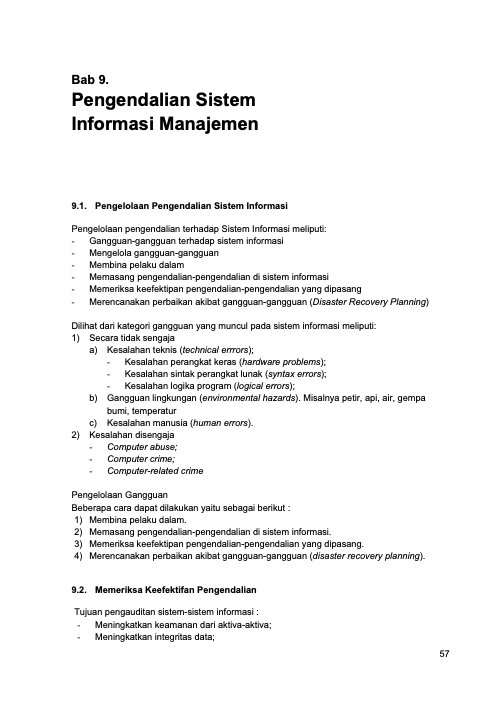 Bab 9.
Pengendalian Sistem
Informasi Manajemen
9.1. Pengelolaan Pengendalian Sistem Informasi
Pengelolaan pengendalian terhadap Sistem Informasi meliputi:
- Gangguan-gangguan terhadap sistem informasi
- Mengelola gangguan-gangguan
- Membina pelaku dalam
- Memasang pengendalian-pengendalian di sistem informasi
- Memeriksa keefektipan pengendalian-pengendalian yang dipasang
- Merencanakan perbaikan akibat gangguan-gangguan (Disaster Recovery Planning)
Dilihat dari kategori gangguan yang muncul pada sistem informasi meliputi:
1) Secara tidak sengaja
a) Kesalahan teknis (technical errrors);
- Kesalahan perangkat keras (hardware problems);
- Kesalahan sintak perangkat lunak (syntax errors);
- Kesalahan logika program (logical errors);
b) Gangguan lingkungan (environmental hazards). Misalnya petir, api, air, gempa
bumi, temperatur
c) Kesalahan manusia (human errors).
2) Kesalahan disengaja
- Computer abuse;
- Computer crime;
- Computer-related crime
Pengelolaan Gangguan
Beberapa cara dapat dilakukan yaitu sebagai berikut :
1) Membina pelaku dalam.
2) Memasang pengendalian-pengendalian di sistem informasi.
3) Memeriksa keefektipan pengendalian-pengendalian yang dipasang.
4) Merencanakan perbaikan akibat gangguan-gangguan (disaster recovery planning).
9.2. Memeriksa Keefektifan Pengendalian
Tujuan pengauditan sistem-sistem informasi :
- Meningkatkan keamanan dari aktiva-aktiva;
- Meningkatkan integritas data;
57